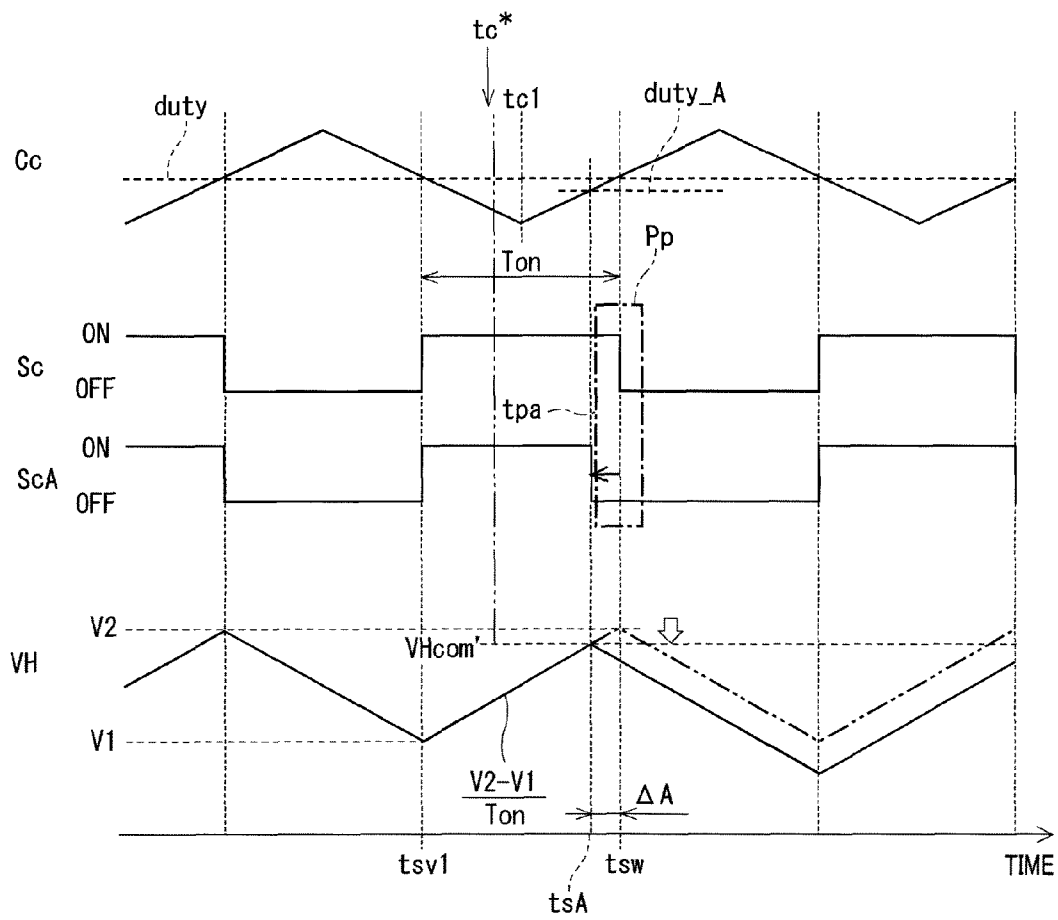 tc*
tc1
duty
duty_A
Cc
Pp
Ton
ON
Sc
OFF
tpa
ON
ScA
OFF
V2
VHcom'
VH
V1
V2-V1
Ton
ΔA
tsv1
tsw
TIME
tsA